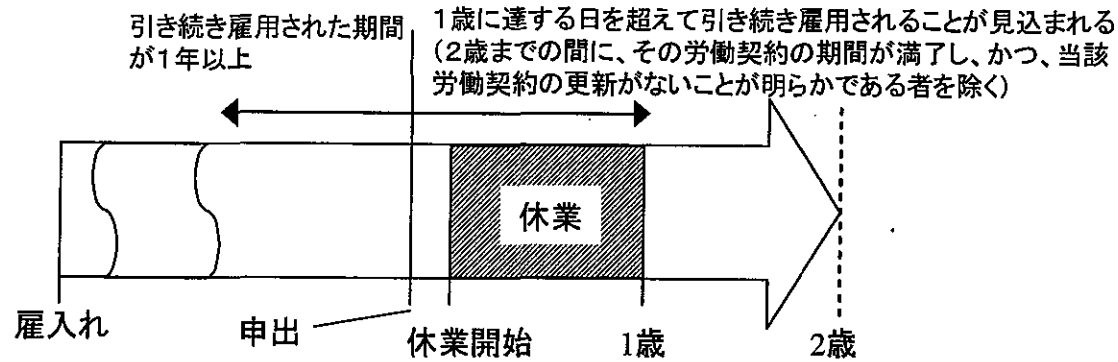 引き続き雇用された期間
が1年以上
1歳に達する日を超えて引き続き雇用されることが見込まれる
(2歳までの間に、その労働契約の期間が満了し、かつ、当該
労働契約の更新がないことが明らかである者を除く)
休業
雇入れ
申出
休業開始
1歳
2歳